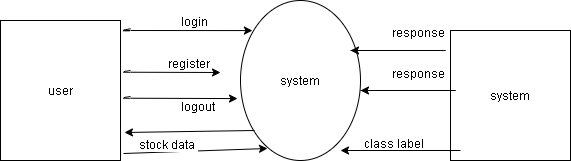 login
response
register
response
user
system
system
logout
stock data
class label